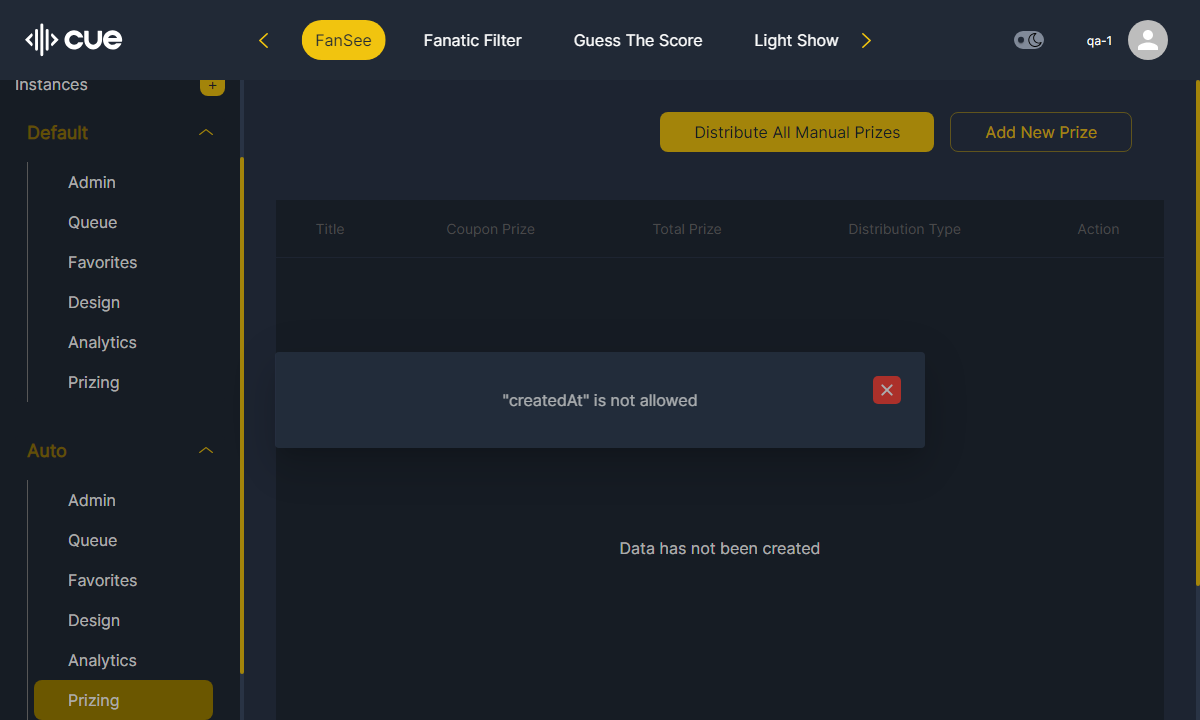 cue
FanSee
Fanatic Filter
Guess The Score
Light Show
qa-1
Instances
+
Default
Admin
Queue
Favorites
Design
Analytics
Prizing
Auto
Admin
Queue
Favorites
Design
Analytics
Prizing
Distribute All Manual Prizes
Add New Prize
Title
Coupon Prize
Total Prize
Distribution Type
Action
"createdAt" is not allowed
Data has not been created